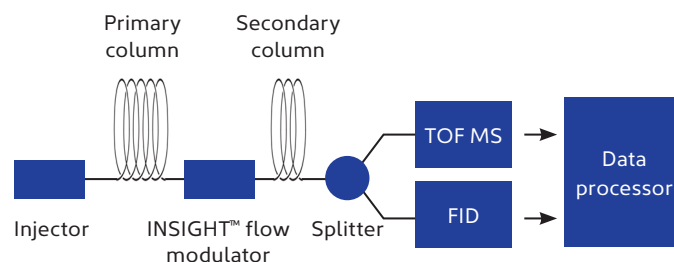 Primary
column
Secondary
column
TOF MS
Data
processor
FID
Injector
INSIGHT™ flow
modulator
Splitter